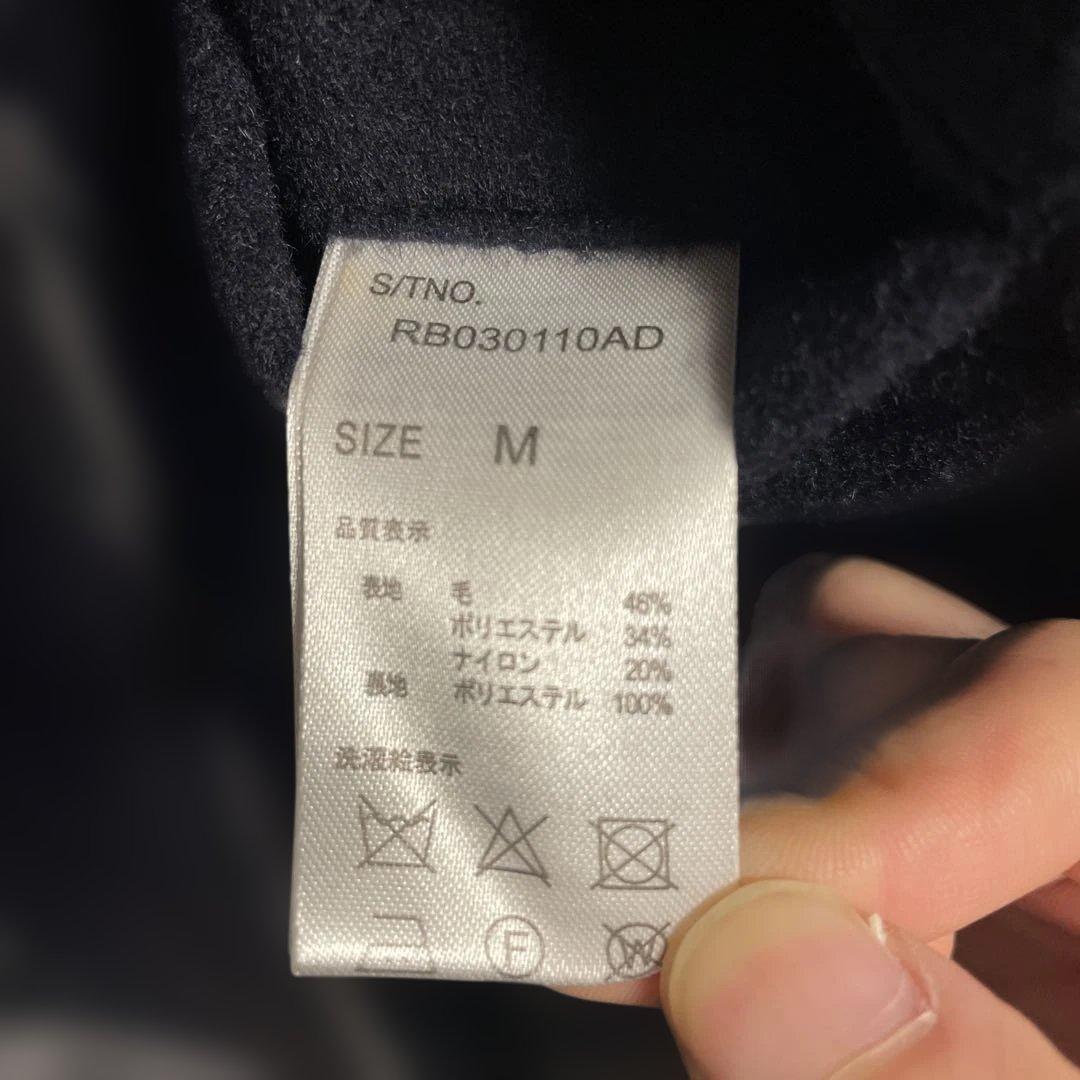 S/TNO.
RB030110AD
SIZE M
品質表示
表地 毛 46%
ポリエステル 34%
ナイロン 20%
裏地 ポリエステル 100%
洗濯絵表示
F
W